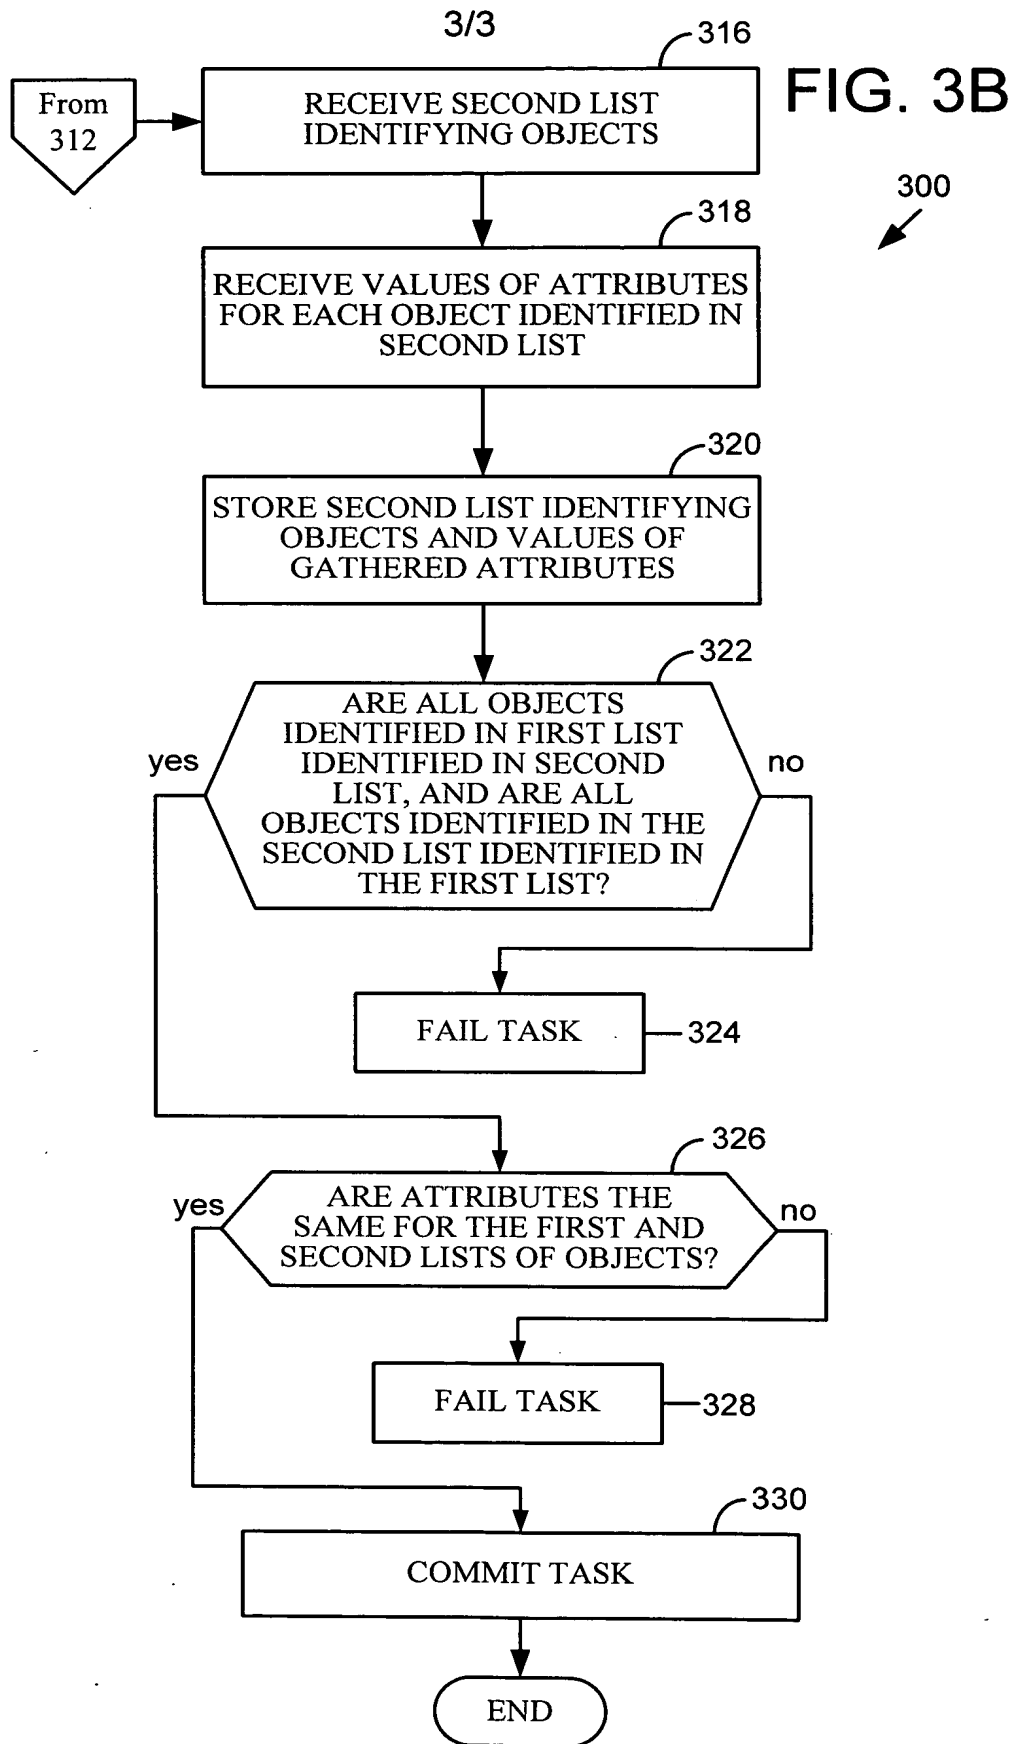 3/3
FIG. 3B
300
From
312
316
RECEIVE SECOND LIST
IDENTIFYING OBJECTS
318
RECEIVE VALUES OF ATTRIBUTES
FOR EACH OBJECT IDENTIFIED IN
SECOND LIST
320
STORE SECOND LIST IDENTIFYING
OBJECTS AND VALUES OF
GATHERED ATTRIBUTES
322
ARE ALL OBJECTS
IDENTIFIED IN FIRST LIST
IDENTIFIED IN SECOND
LIST, AND ARE ALL
OBJECTS IDENTIFIED IN THE
SECOND LIST IDENTIFIED IN
THE FIRST LIST?
yes
no
FAIL TASK
324
326
ARE ATTRIBUTES THE
SAME FOR THE FIRST AND
SECOND LISTS OF OBJECTS?
yes
no
FAIL TASK
328
330
COMMIT TASK
END